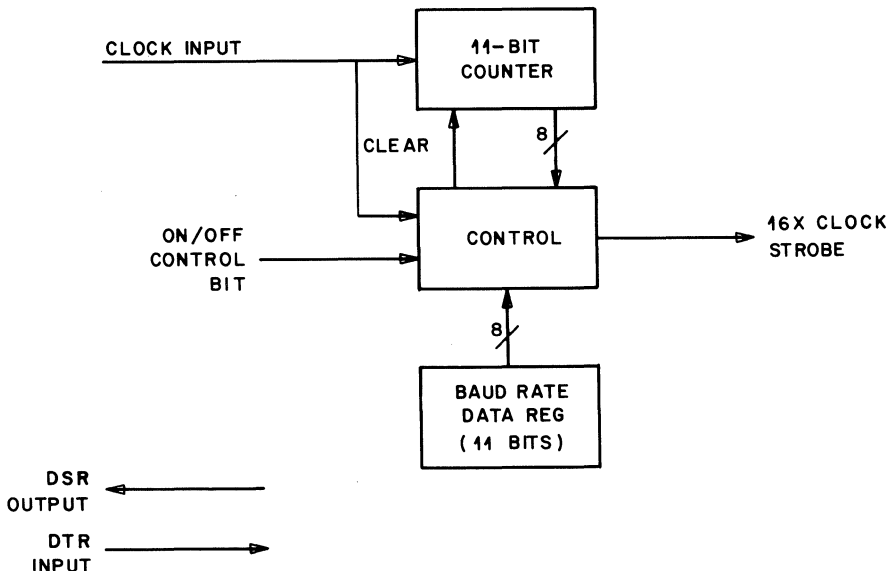 CLOCK INPUT
11-BIT
COUNTER
CLEAR
8
ON/OFF
CONTROL
BIT
CONTROL
16X CLOCK
STROBE
8
BAUD RATE
DATA REG
(11 BITS)
DSR
OUTPUT
DTR
INPUT